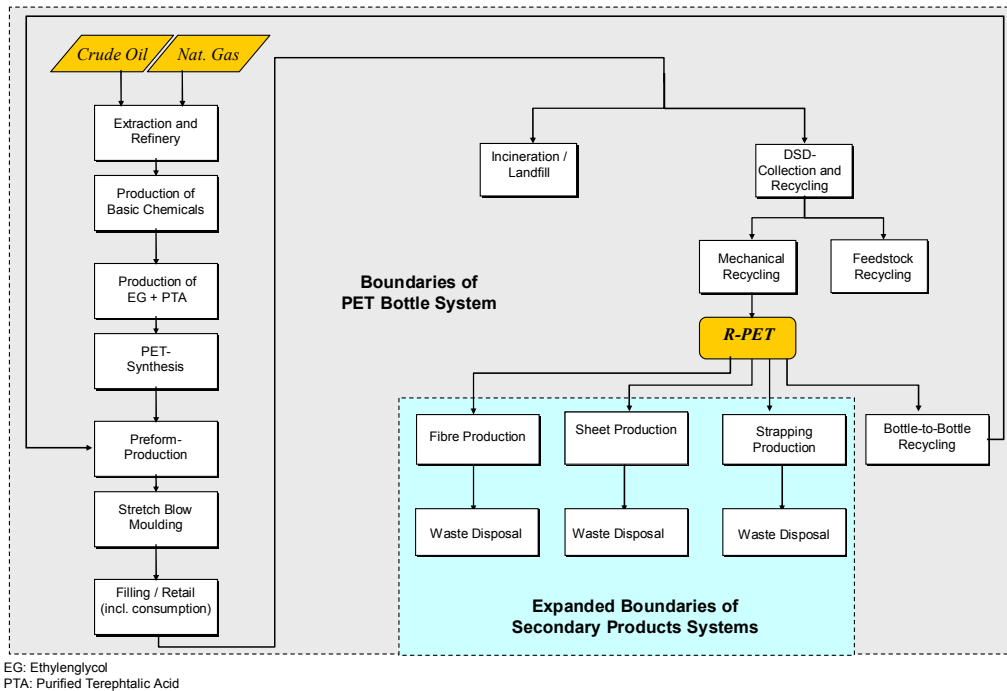 Crude Oil
Nat. Gas
Extraction and
Refinery
Production of
Basic Chemicals
Production of
EG + PTA
PET-
Synthesis
Preform-
Production
Stretch Blow
Moulding
Filling / Retail
(incl. consumption)
Incineration /
Landfill
DSD-
Collection and
Recycling
Mechanical
Recycling
Feedstock
Recycling
Boundaries of
PET Bottle System
R-PET
Fibre Production
Sheet Production
Strapping
Production
Bottle-to-Bottle
Recycling
Waste Disposal
Waste Disposal
Waste Disposal
Expanded Boundaries of
Secondary Products Systems
EG: Ethylenglycol
PTA: Purified Terephtalic Acid